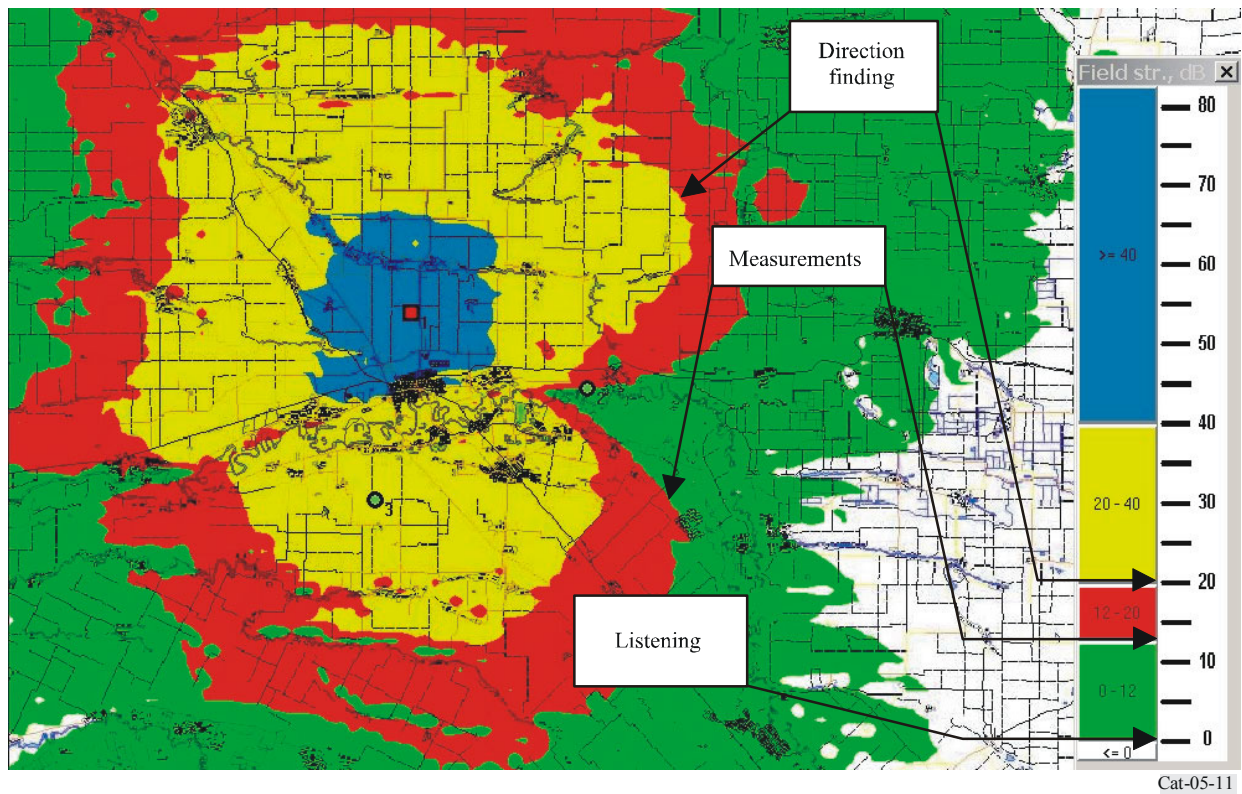 Direction
finding
Field str., dB
80
70
Measurements
>= 40
60
50
40
30
20 - 40
3
20
12 - 20
Listening
10
0 - 12
0
<= 0
Cat-05-11